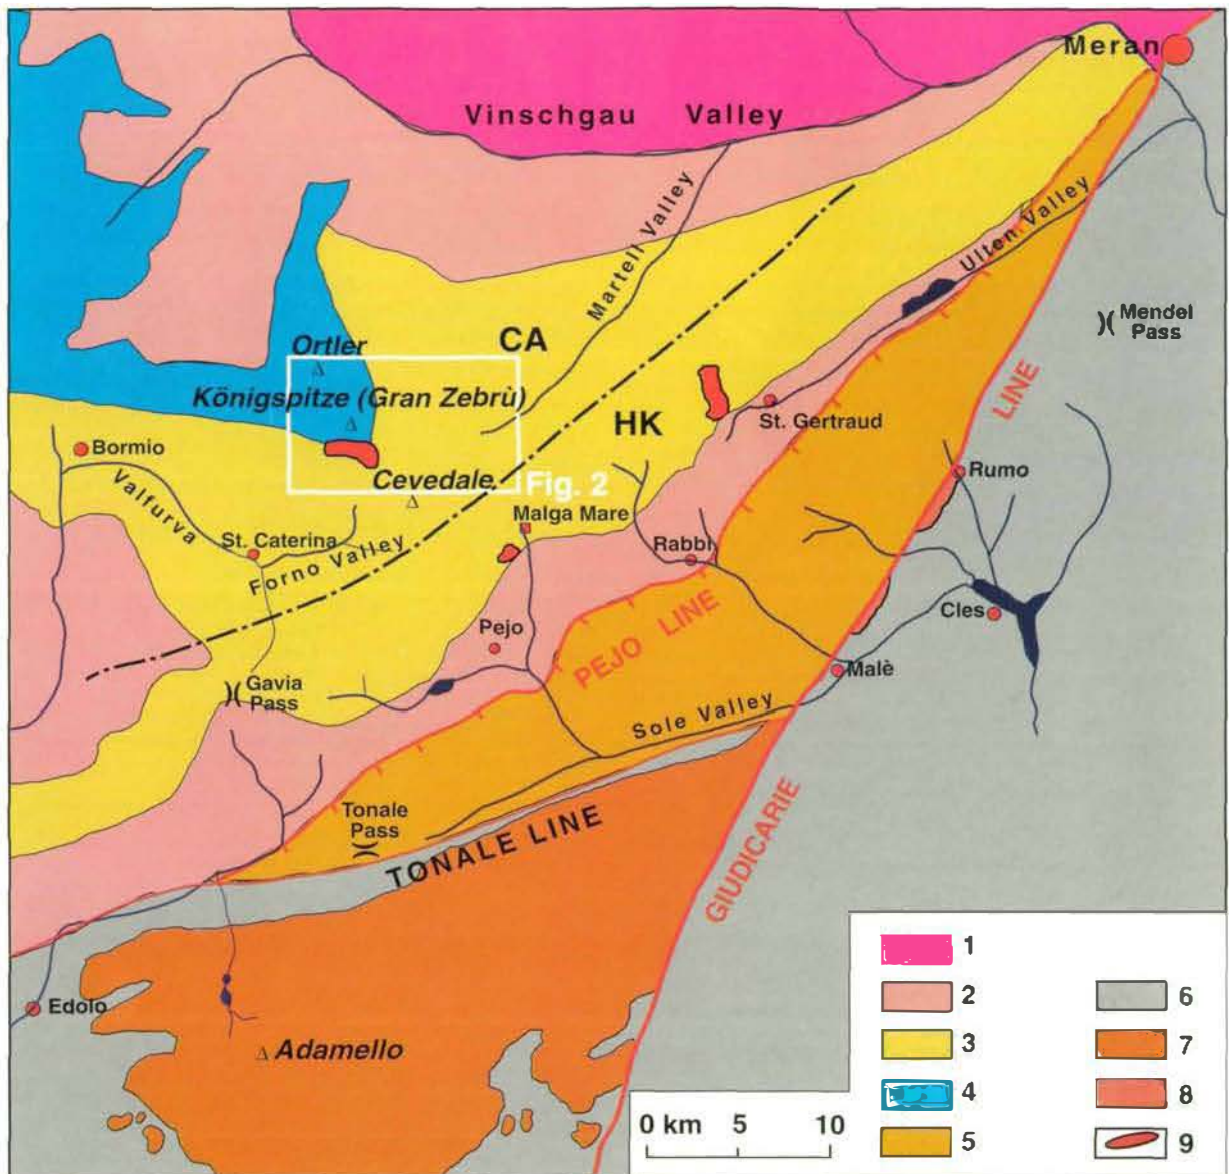 Meran
Vinschgau Valley
Martell Valley
Ulten Valley
Mendel
Pass
CA
Ortler
Königspitze (Gran Zebrù)
LINE
HK
St. Gertraud
Bormio
Rumo
Cevedale
Fig. 2
Valfurva
Malga Mare
St. Caterina
Rabbi
Forno Valley
Cles
PEJO LINE
Pejo
Malè
Gavia
Pass
Sole Valley
Tonale
Pass
TONALE LINE
GIUDICARIE
Edolo
Adamello
1
2
3
4
5
6
7
8
9
0 km 5 10